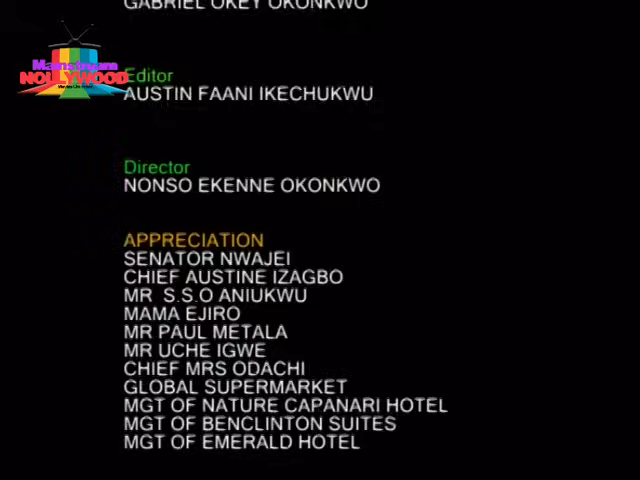 GABRIEL OKEY OKONKWO
Mainstream
NOLLYWOOD
Editor
AUSTIN FAANI IKECHUKWU
Director
NONSO EKENNE OKONKWO
APPRECIATION
SENATOR NWAJEI
CHIEF AUSTINE IZAGBO
MR S.S.O ANIUKWU
MAMA EJIRO
MR PAUL METALA
MR UCHE IGWE
CHIEF MRS ODACHI
GLOBAL SUPERMARKET
MGT OF NATURE CAPANARI HOTEL
MGT OF BENCLINTON SUITES
MGT OF EMERALD HOTEL